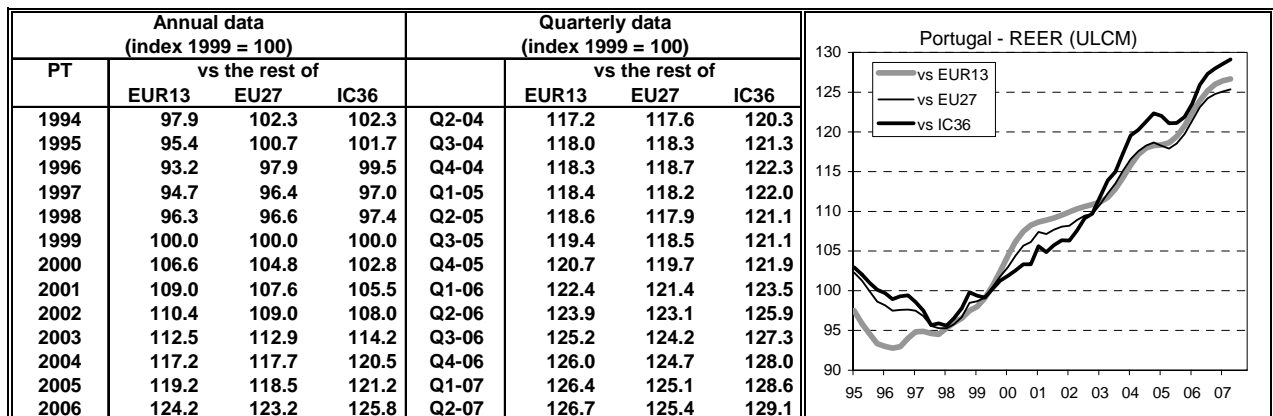 Annual data Quarterly data
(index 1999 = 100) (index 1999 = 100)
PT vs the rest of vs the rest of
EUR13 EU27 IC36 EUR13 EU27 IC36
1994 97.9 102.3 102.3 Q2-04 117.2 117.6 120.3
1995 95.4 100.7 101.7 Q3-04 118.0 118.3 121.3
1996 93.2 97.9 99.5 Q4-04 118.3 118.7 122.3
1997 94.7 96.4 97.0 Q1-05 118.4 118.2 122.0
1998 96.3 96.6 97.4 Q2-05 118.6 117.9 121.1
1999 100.0 100.0 100.0 Q3-05 119.4 118.5 121.1
2000 106.6 104.8 102.8 Q4-05 120.7 119.7 121.9
2001 109.0 107.6 105.5 Q1-06 122.4 121.4 123.5
2002 110.4 109.0 108.0 Q2-06 123.9 123.1 125.9
2003 112.5 112.9 114.2 Q3-06 125.2 124.2 127.3
2004 117.2 117.7 120.5 Q4-06 126.0 124.7 128.0
2005 119.2 118.5 121.2 Q1-07 126.4 125.1 128.6
2006 124.2 123.2 125.8 Q2-07 126.7 125.4 129.1
Portugal - REER (ULCM)
130
vs EUR13
125
vs EU27
vs IC36
120
115
110
105
100
95
90
95 96 97 98 99 00 01 02 03 04 05 06 07